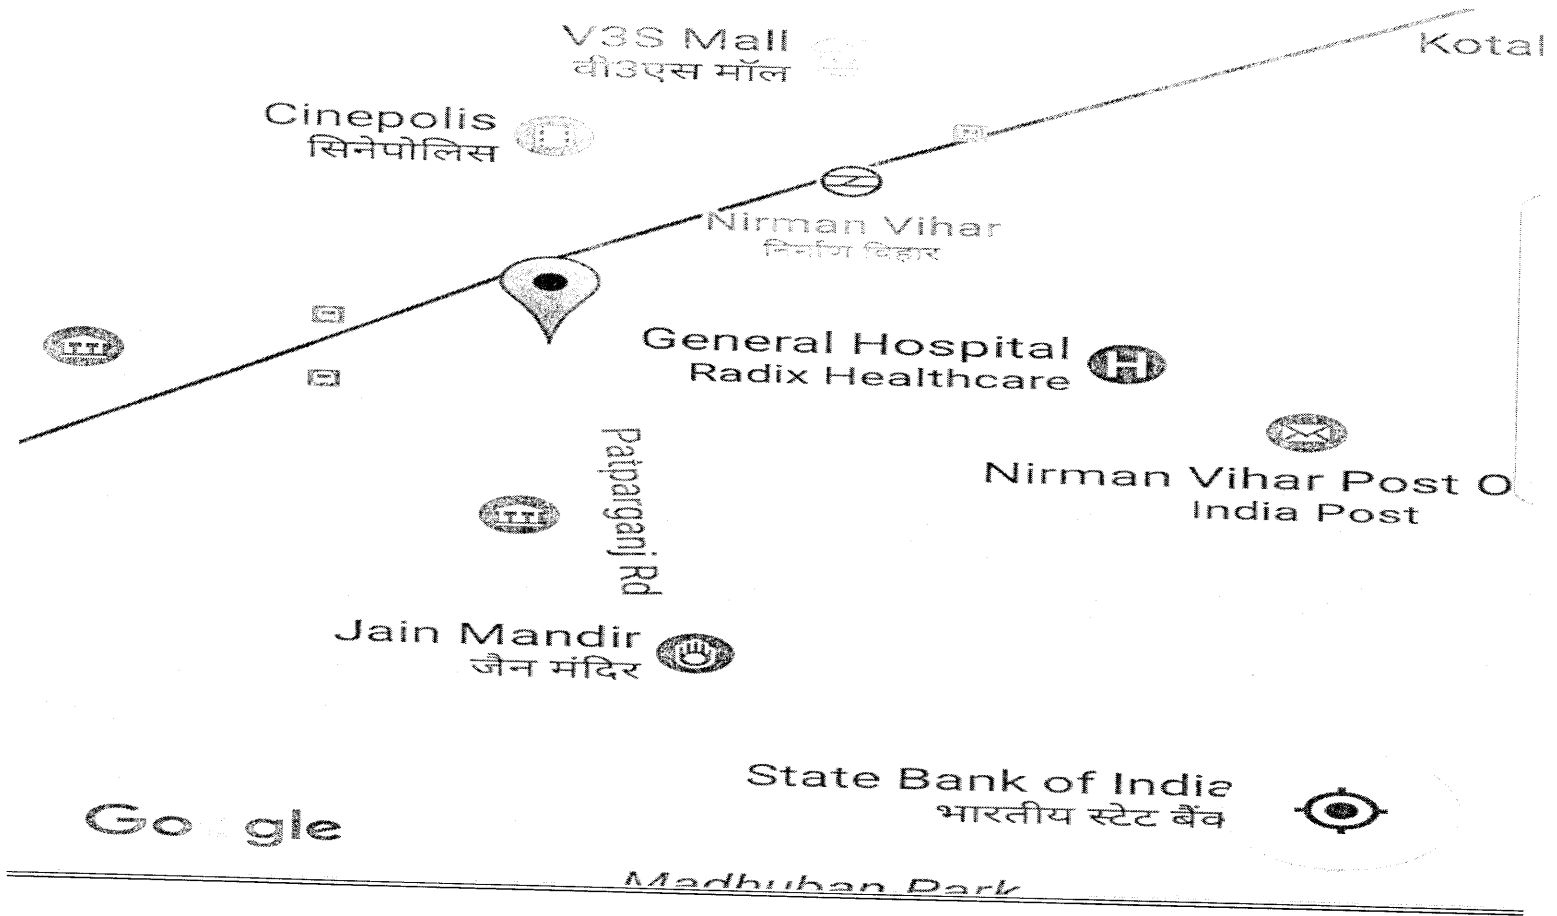 V3S Mall
वी3एस मॉल
Kotal
Cinepolis
सिनेपोलिस
Nirman Vihar
निर्माण विहार
General Hospital
Radix Healthcare
Patparganj Rd
Nirman Vihar Post O
India Post
Jain Mandir
जैन मंदिर
State Bank of India
भारतीय स्टेट बैंक
Google
Madhuban Park